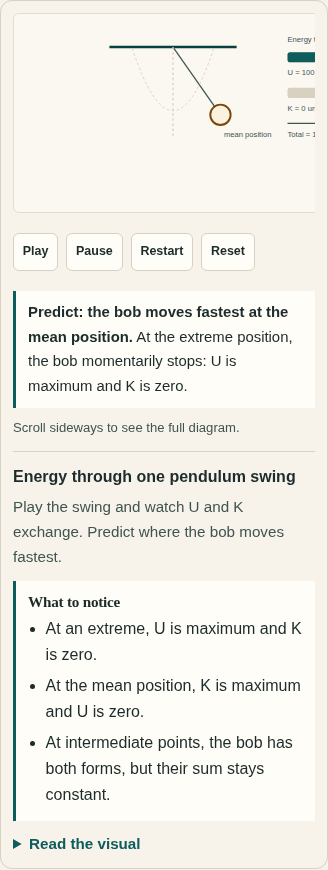 Energy
U = 100
K = 0
mean position
Total =
Play Pause Restart Reset
Predict: the bob moves fastest at the
mean position. At the extreme position,
the bob momentarily stops: U is
maximum and K is zero.
Scroll sideways to see the full diagram.
Energy through one pendulum swing
Play the swing and watch U and K
exchange. Predict where the bob moves
fastest.
What to notice
• At an extreme, U is maximum and K
is zero.
• At the mean position, K is maximum
and U is zero.
• At intermediate points, the bob has
both forms, but their sum stays
constant.
Read the visual